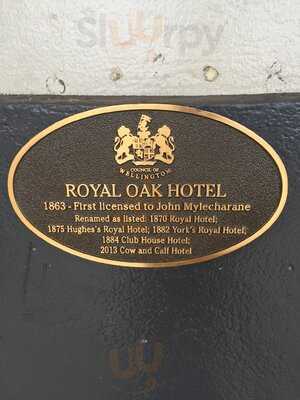 Slurrpy
COUNCIL OF
WELLINGTON
ROYAL OAK HOTEL
1863 - First licensed to John Mylecharane
Renamed as listed: 1870 Royal Hotel;
1875 Hughes's Royal Hotel; 1882 York's Royal Hotel;
1884 Club House Hotel;
2013 Cow and Calf Hotel